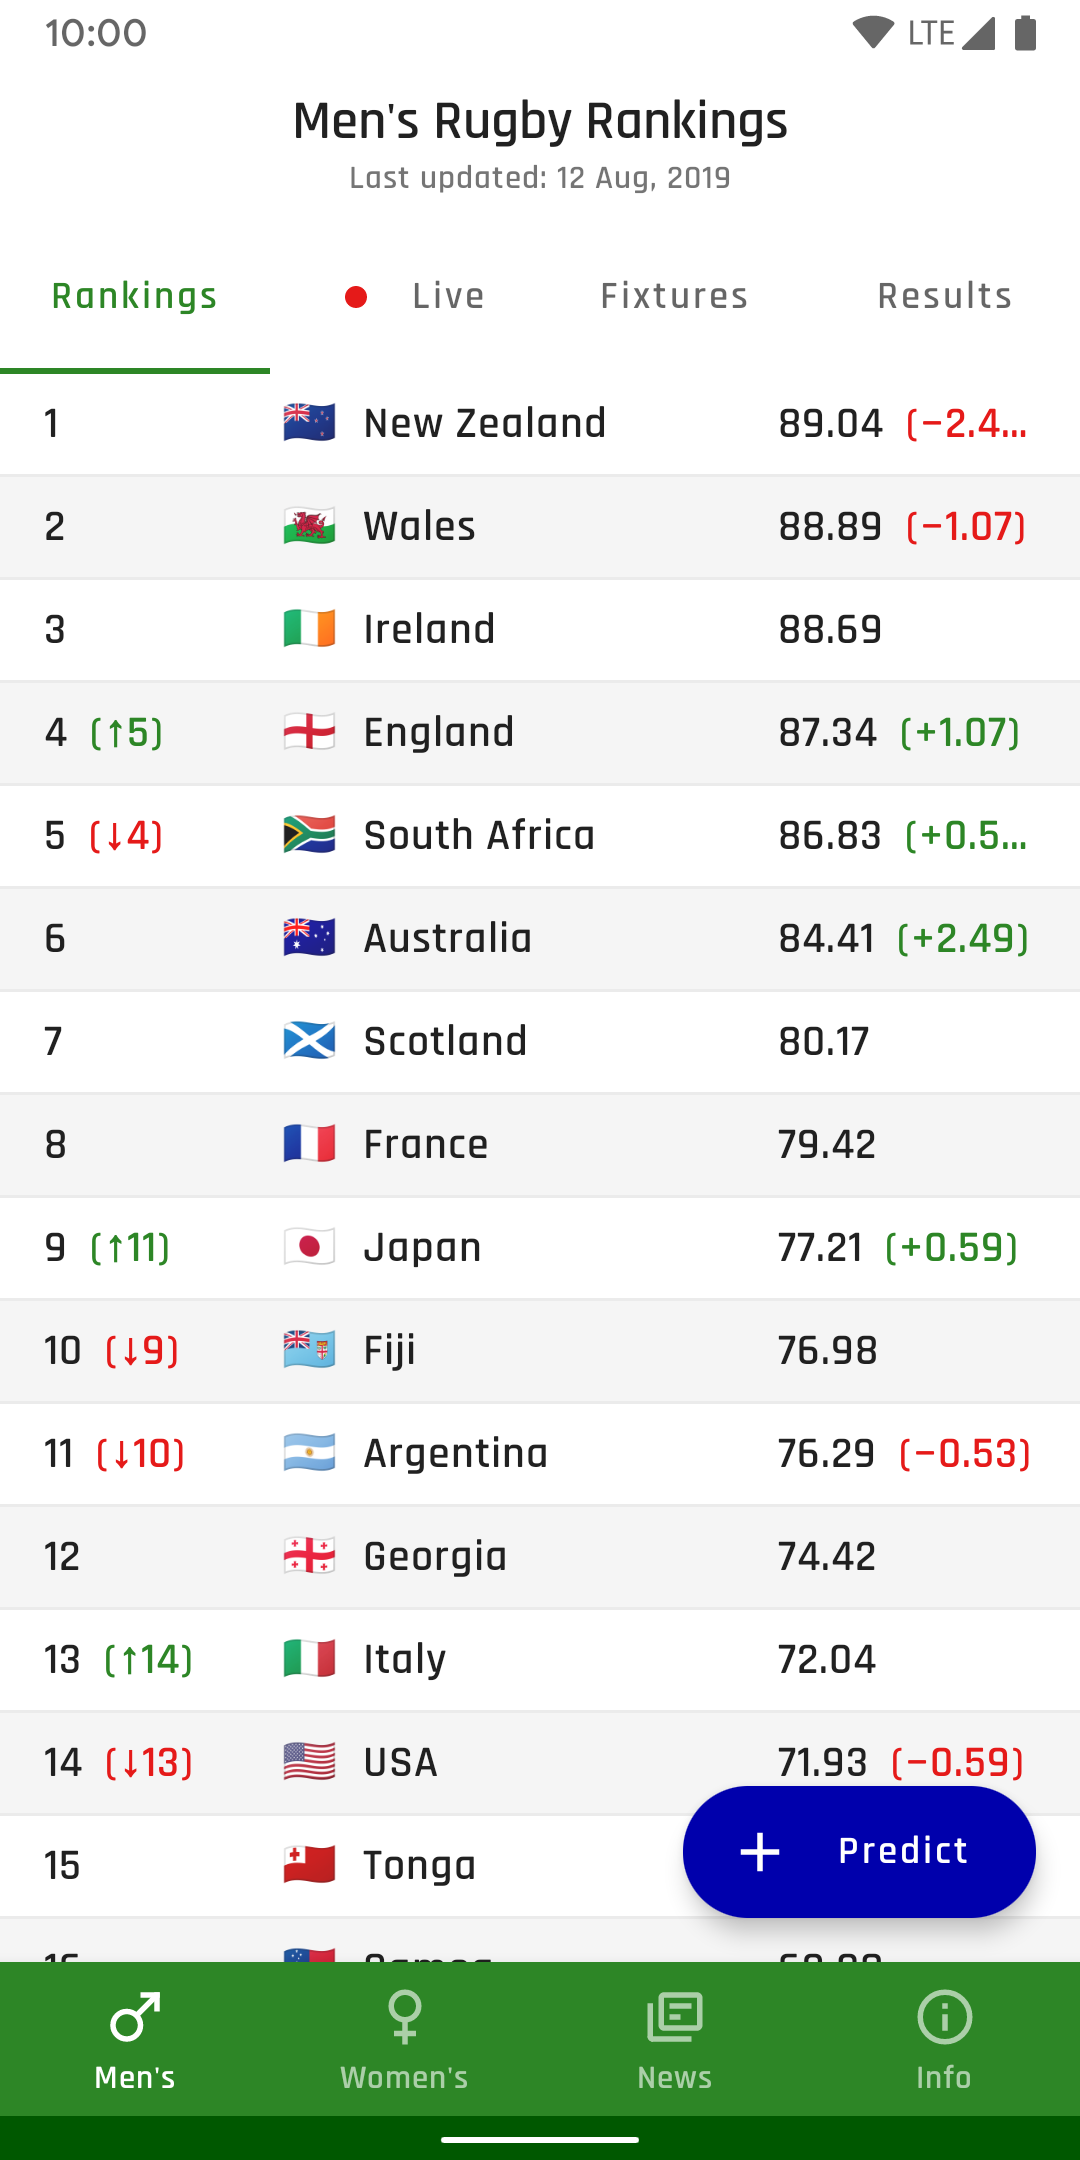 10:00 LTE
Men's Rugby Rankings
Last updated: 12 Aug, 2019
Rankings Live Fixtures Results
1 New Zealand 89.04 (−2.4...
2 Wales 88.89 (−1.07)
3 Ireland 88.69
4 (↑5) England 87.34 (+1.07)
5 (↓4) South Africa 86.83 (+0.5...
6 Australia 84.41 (+2.49)
7 Scotland 80.17
8 France 79.42
9 (↑11) Japan 77.21 (+0.59)
10 (↓9) Fiji 76.98
11 (↓10) Argentina 76.29 (−0.53)
12 Georgia 74.42
13 (↑14) Italy 72.04
14 (↓13) USA 71.93 (−0.59)
15 Tonga
Predict
16 Samoa
Men's Women's News Info